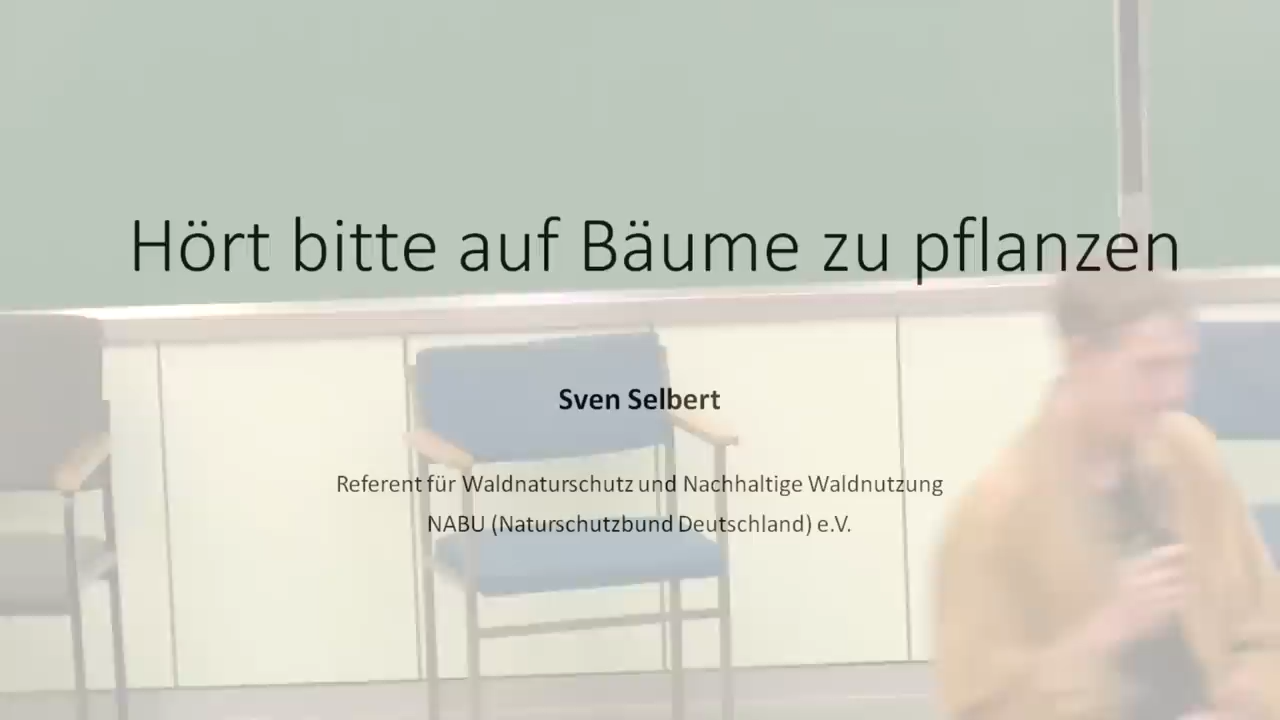 Hört bitte auf Bäume zu pflanzen
Sven Selbert
Referent für Waldnaturschutz und Nachhaltige Waldnutzung
NABU (Naturschutzbund Deutschland) e.V.